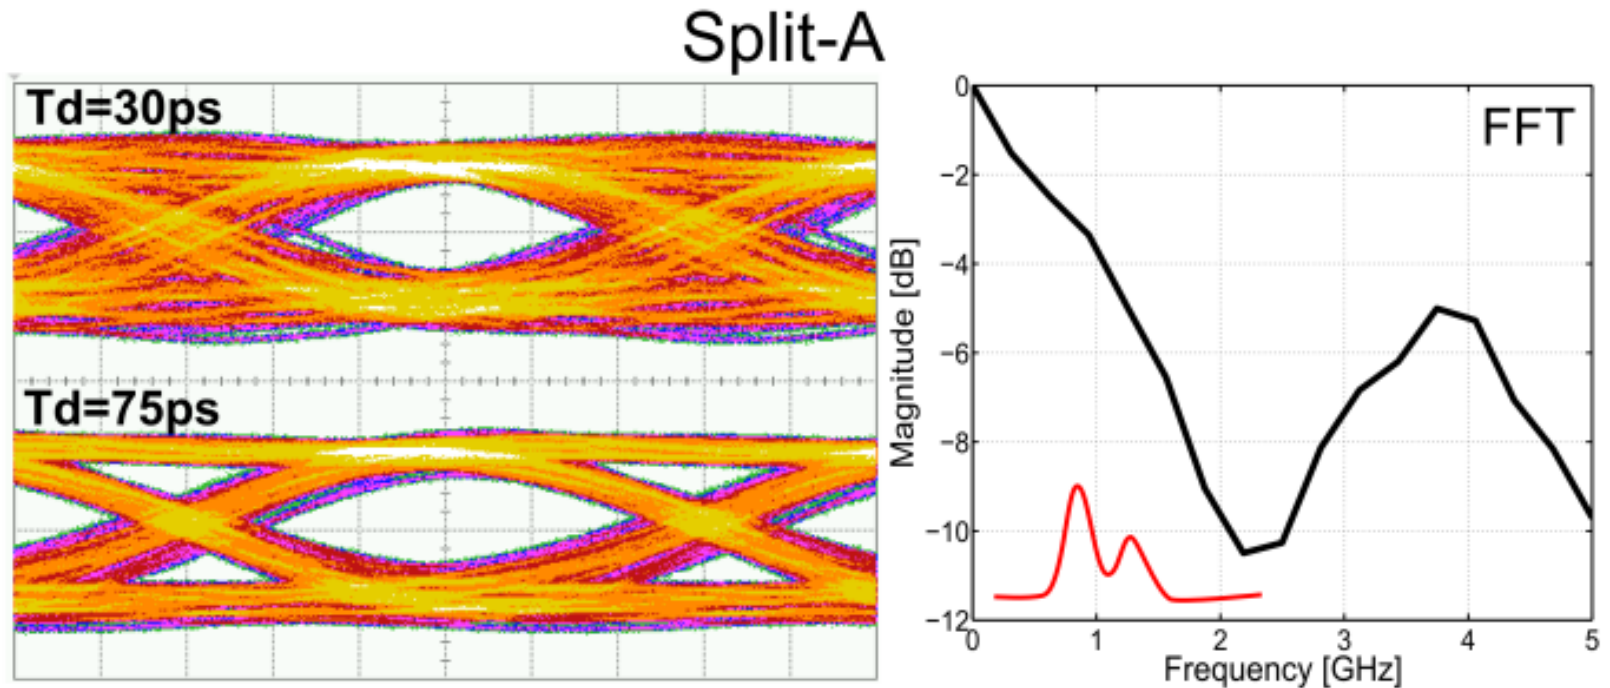 Split-A
Td=30ps
Td=75ps
FFT
Magnitude [dB]
0
−2
−4
−6
−8
−10
−12
0 1 2 3 4 5
Frequency [GHz]